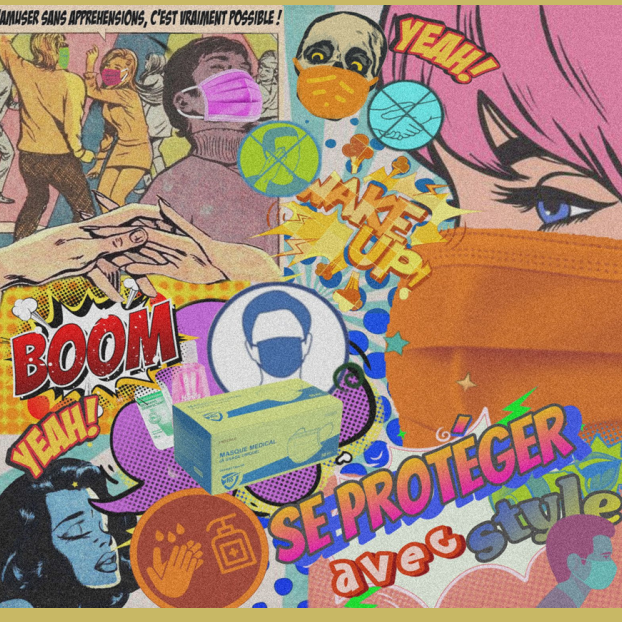 AMUSER SANS APPREHENSIONS, C'EST VRAIMENT POSSIBLE !
YEAH!
WAKE
UP!
BOOM
YEAH!
MASQUE MEDICAL
SE PROTÉGER
avec style